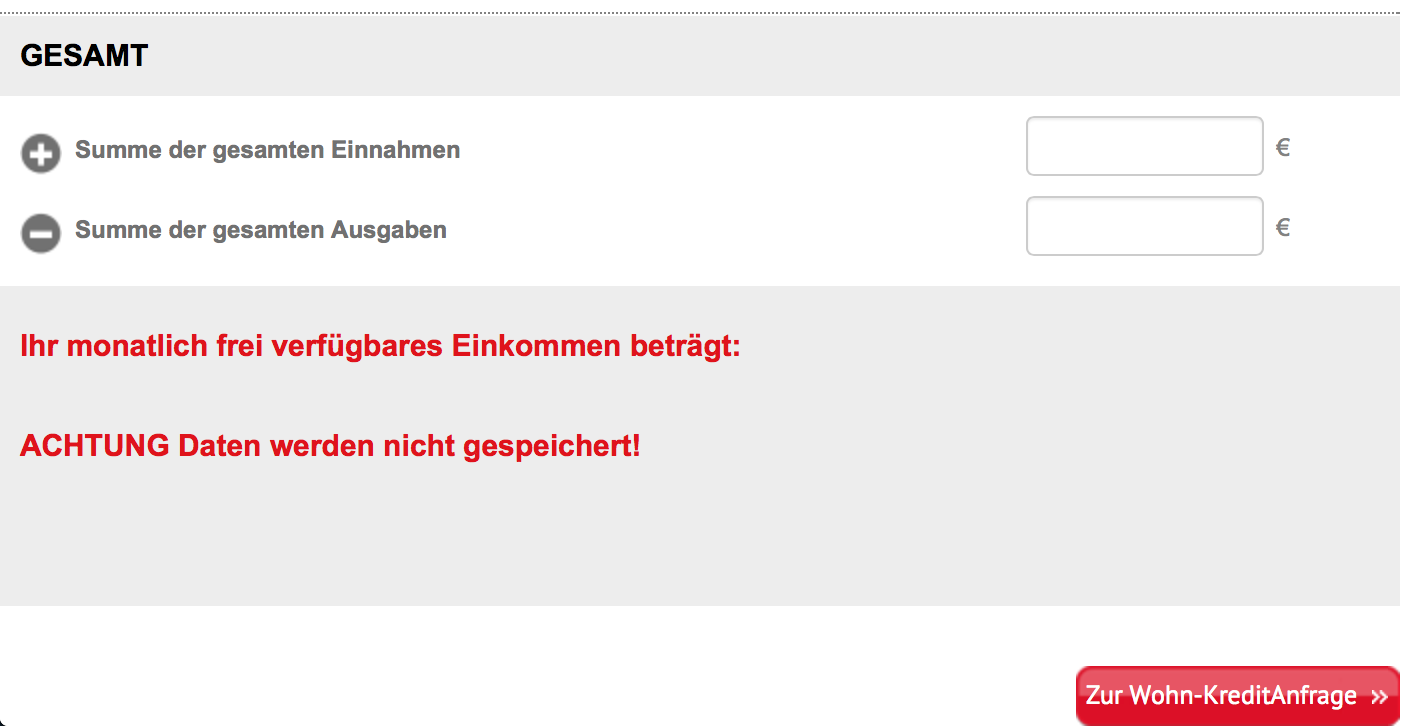 GESAMT
Summe der gesamten Einnahmen €
Summe der gesamten Ausgaben €
Ihr monatlich frei verfügbares Einkommen beträgt:
ACHTUNG Daten werden nicht gespeichert!
Zur Wohn-KreditAnfrage »